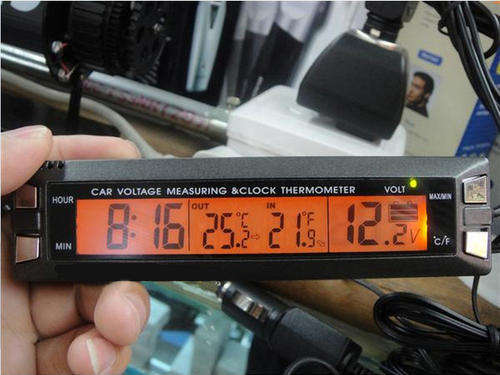 CAR VOLTAGE MEASURING &CLOCK THERMOMETER VOLT
HOUR
MIN
8:16
OUT
25.2°C
IN
21.9°F
12.2V
MAX/MIN
°C/F